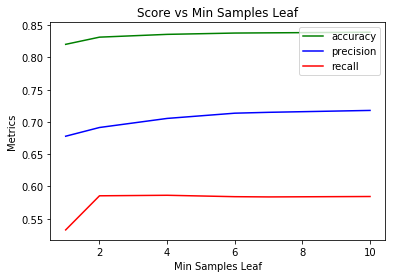 Score vs Min Samples Leaf
0.85
0.80
0.75
0.70
0.65
0.60
0.55
Metrics
accuracy
precision
recall
2
4
6
8
10
Min Samples Leaf